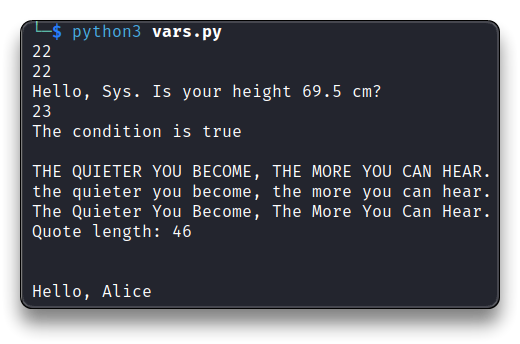 └─$ python3 vars.py
22
22
Hello, Sys. Is your height 69.5 cm?
23
The condition is true
THE QUIETER YOU BECOME, THE MORE YOU CAN HEAR.
the quieter you become, the more you can hear.
The Quieter You Become, The More You Can Hear.
Quote length: 46
Hello, Alice